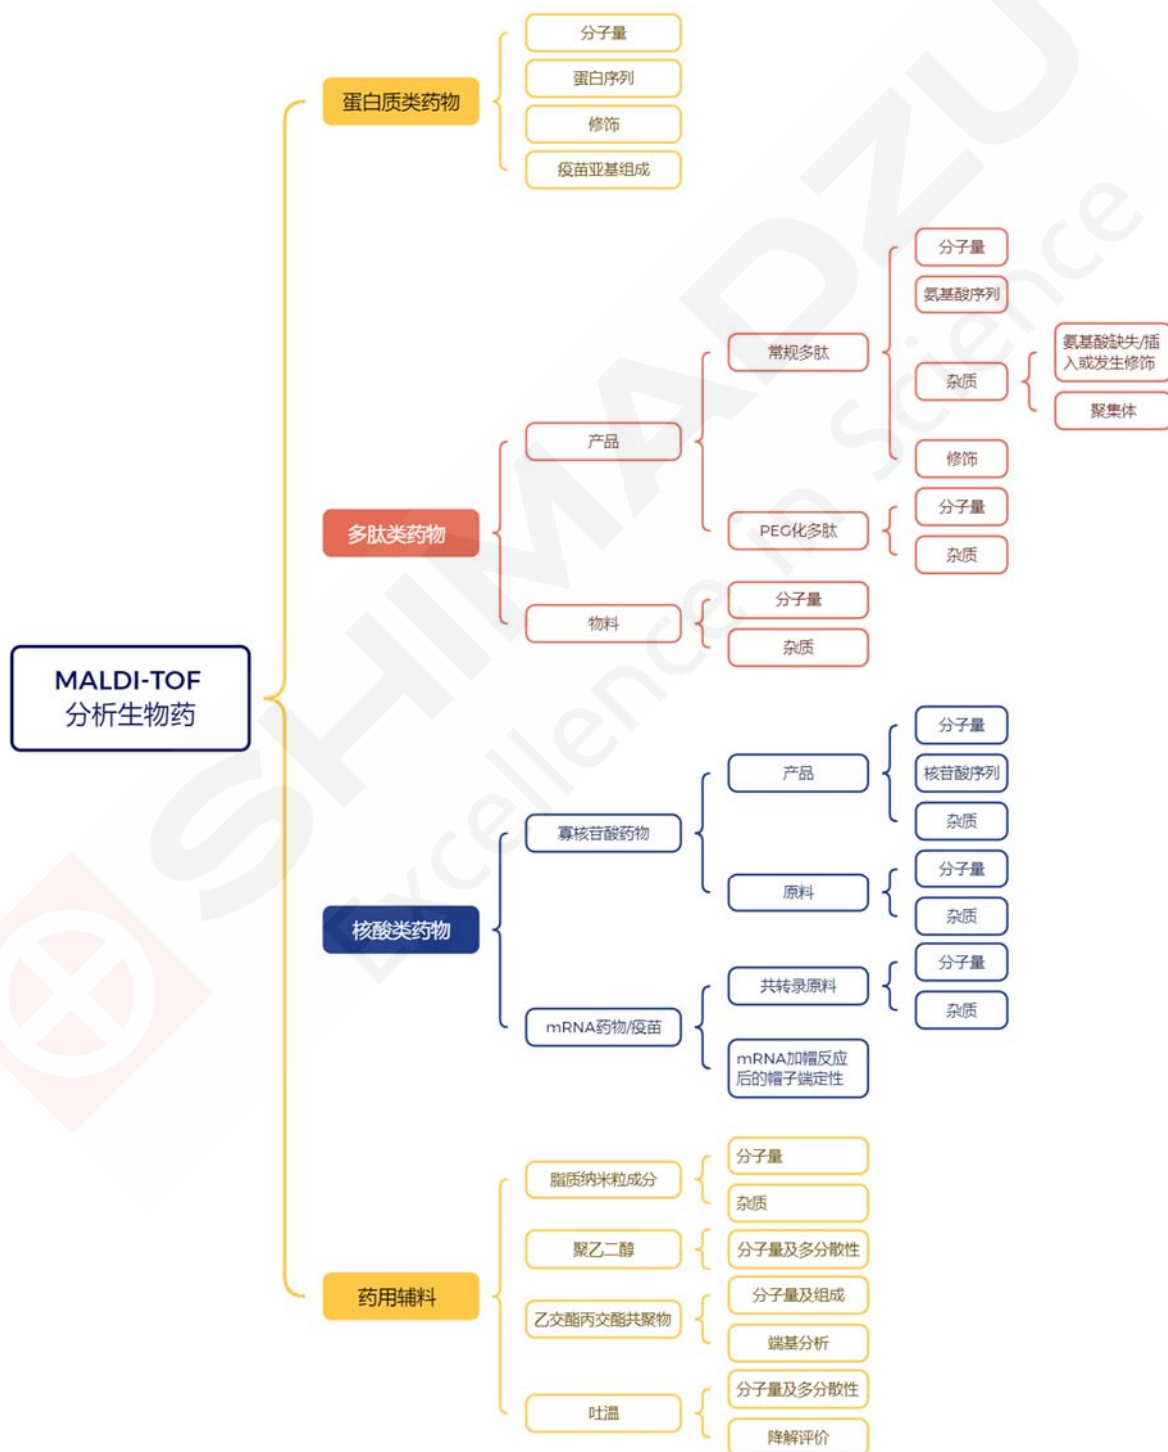 MALDI-TOF
分析生物药
蛋白质类药物
分子量
蛋白序列
修饰
疫苗亚基组成
多肽类药物
产品
常规多肽
分子量
氨基酸序列
杂质
氨基酸缺失/插
入或发生修饰
聚集体
修饰
PEG化多肽
分子量
杂质
物料
分子量
杂质
核酸类药物
寡核苷酸药物
产品
分子量
核苷酸序列
杂质
原料
分子量
杂质
mRNA药物/疫苗
共转录原料
分子量
杂质
mRNA加帽反应
后的帽子端定性
药用辅料
脂质纳米粒成分
分子量
杂质
聚乙二醇
分子量及多分散性
乙交酯丙交酯共聚物
分子量及组成
端基分析
吐温
分子量及多分散性
降解评价
SHIMADZU
Excellence in Science